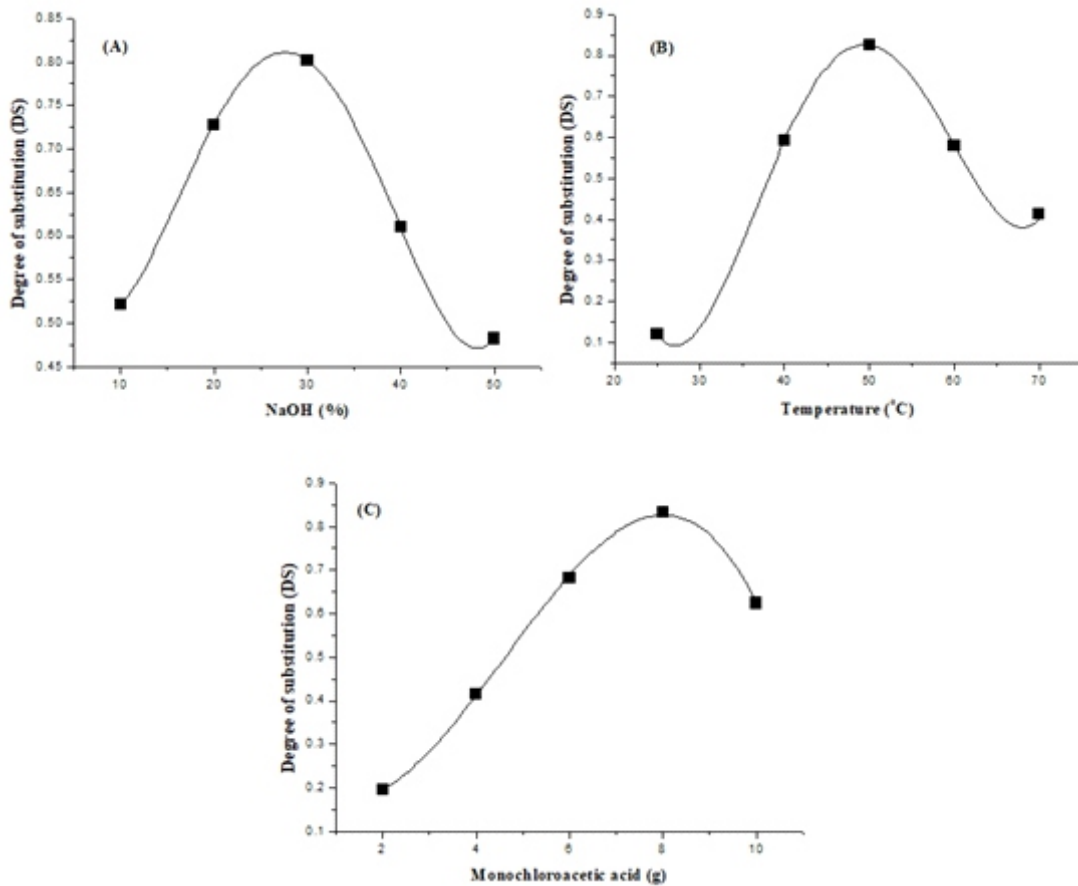 (A)
Degree of substitution (DS)
0.85
0.80
0.75
0.70
0.65
0.60
0.55
0.50
0.45
10 20 30 40 50
NaOH (%)
(B)
Degree of substitution (DS)
0.9
0.8
0.7
0.6
0.5
0.4
0.3
0.2
0.1
20 30 40 50 60 70
Temperature (°C)
(C)
Degree of substitution (DS)
0.9
0.8
0.7
0.6
0.5
0.4
0.3
0.2
0.1
2 4 6 8 10
Monochloroacetic acid (g)